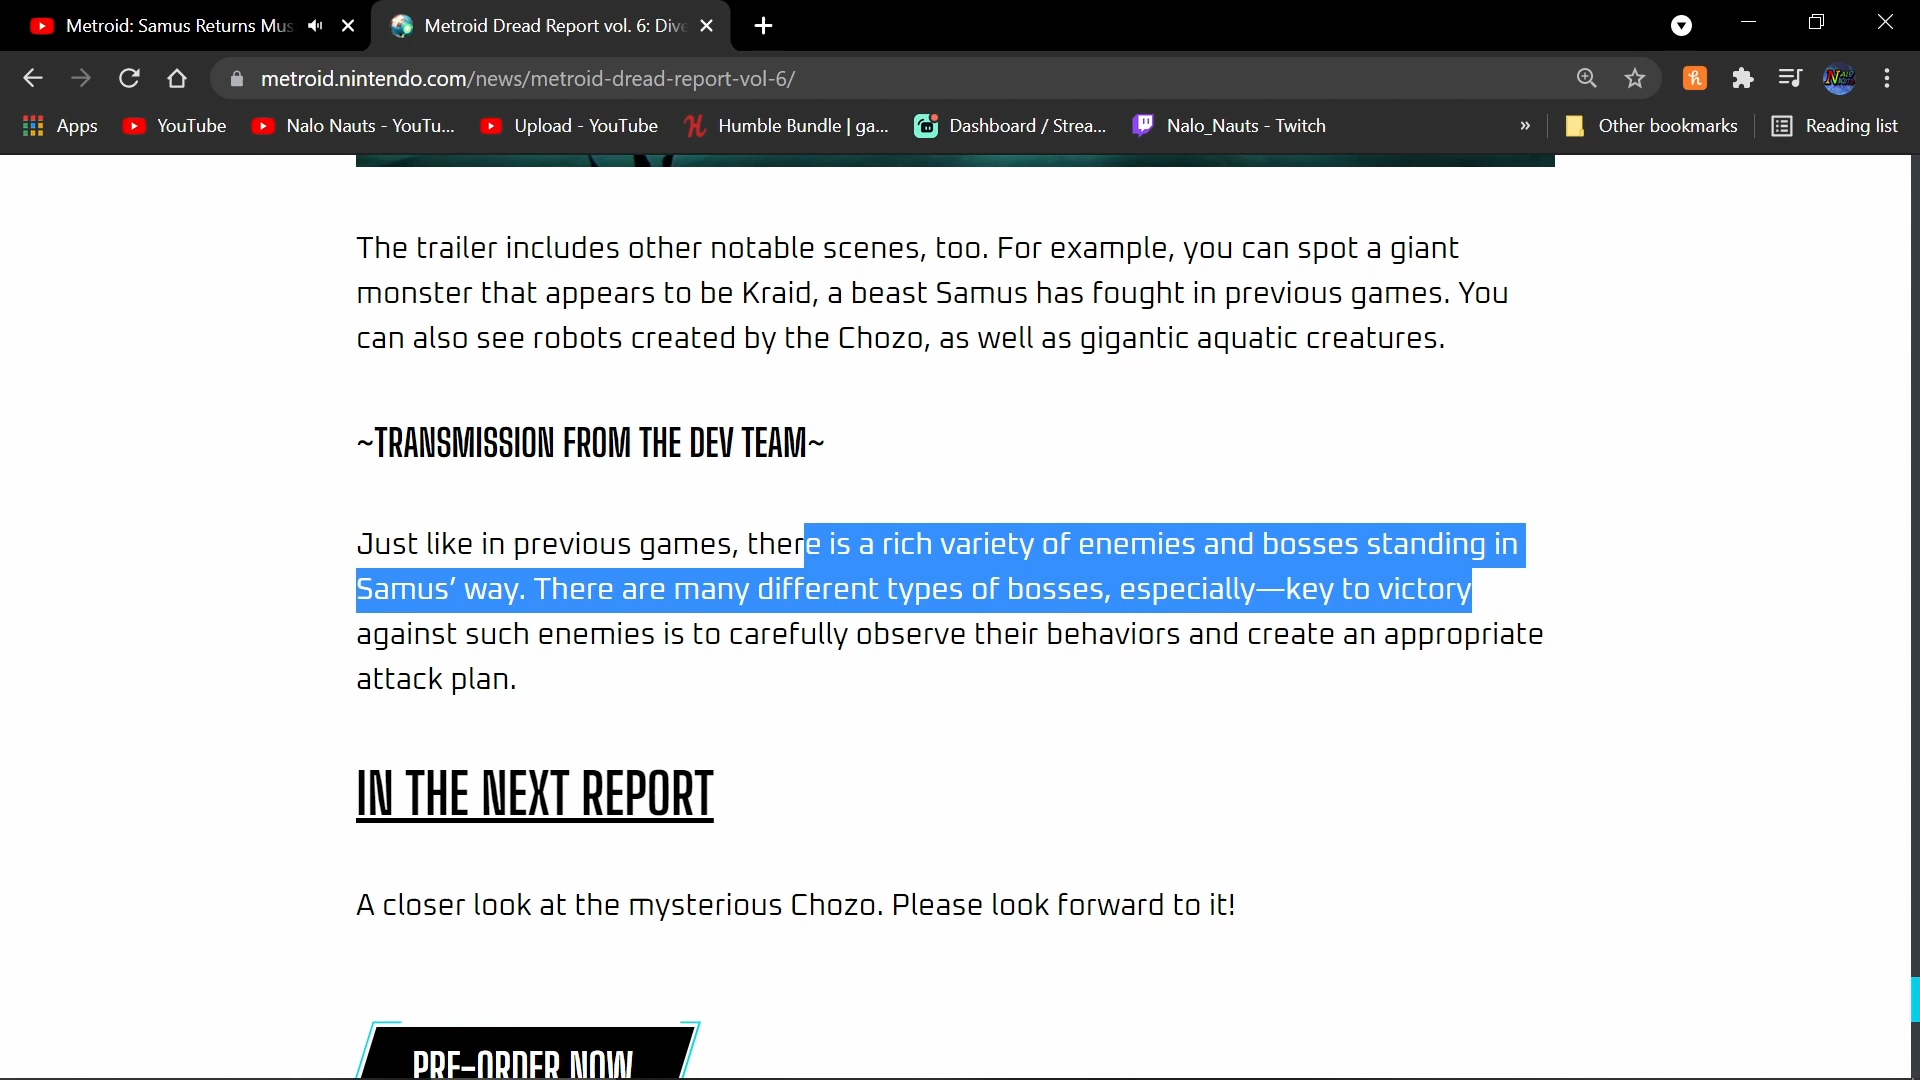 Metroid: Samus Returns Mus
Metroid Dread Report vol. 6: Dive
metroid.nintendo.com/news/metroid-dread-report-vol-6/
Apps
YouTube
Nalo Nauts - YouTu...
Upload - YouTube
Humble Bundle | ga...
Dashboard / Strea...
Nalo_Nauts - Twitch
»
Other bookmarks
Reading list
The trailer includes other notable scenes, too. For example, you can spot a giant
monster that appears to be Kraid, a beast Samus has fought in previous games. You
can also see robots created by the Chozo, as well as gigantic aquatic creatures.
~TRANSMISSION FROM THE DEV TEAM~
Just like in previous games, there is a rich variety of enemies and bosses standing in
Samus’ way. There are many different types of bosses, especially—key to victory
against such enemies is to carefully observe their behaviors and create an appropriate
attack plan.
IN THE NEXT REPORT
A closer look at the mysterious Chozo. Please look forward to it!
PRE-ORDER NOW